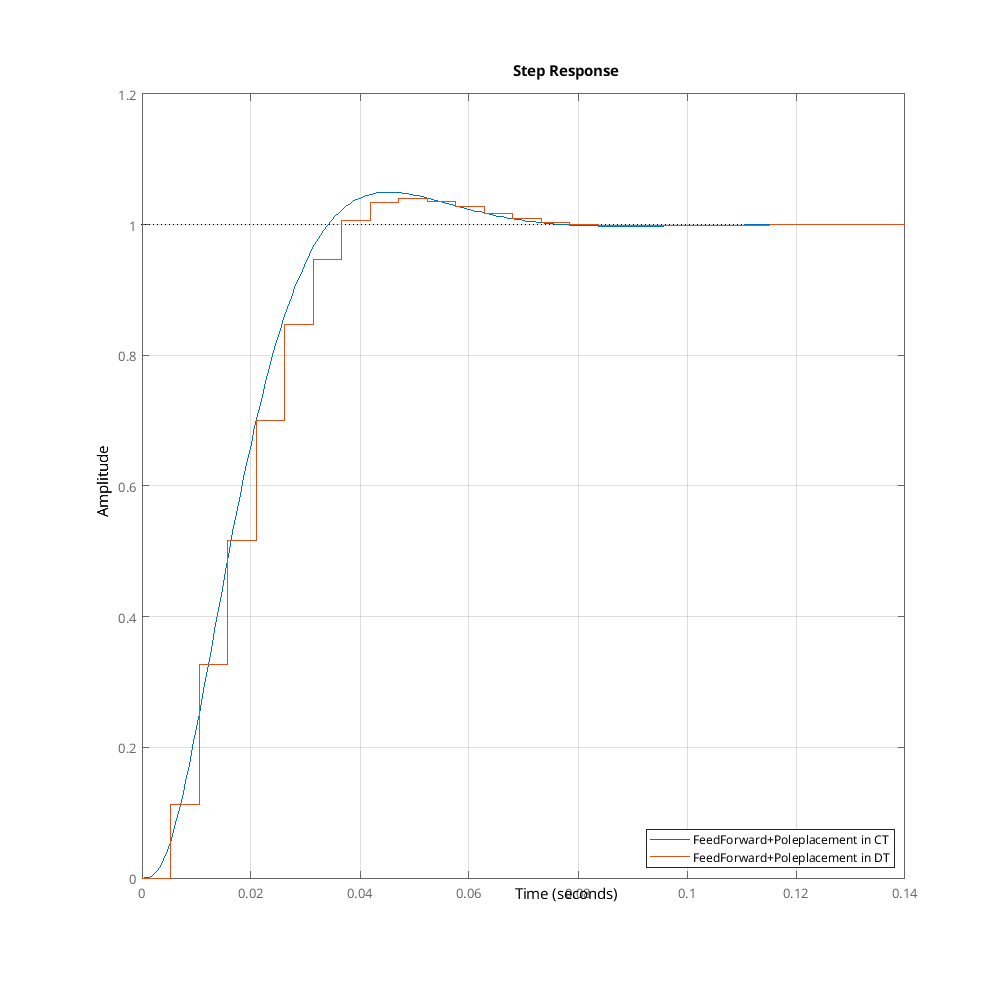 Step Response
1.2
1
0.8
0.6
0.4
0.2
0
Amplitude
0 0.02 0.04 0.06 0.08 0.1 0.12 0.14
Time (seconds)
FeedForward+Poleplacement in CT
FeedForward+Poleplacement in DT